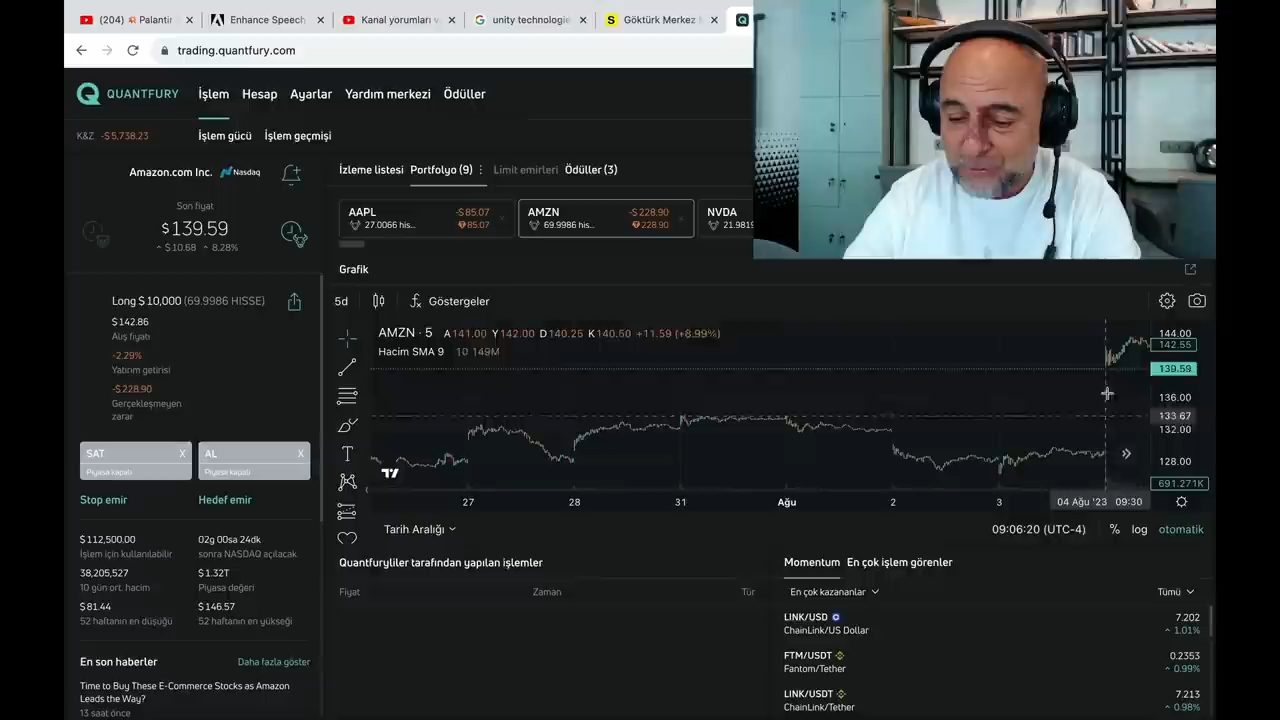 (204) Palantir
Enhance Speech
Kanal yorumları v
unity technologie
Göktürk Merkez M
trading.quantfury.com
QUANTFURY
İşlem
Hesap
Ayarlar
Yardım merkezi
Ödüller
K&Z -$5,738.23
İşlem gücü
İşlem geçmişi
Amazon.com Inc. Nasdaq
Son fiyat
$139.59
$10.68 8,28%
İzleme listesi
Portfolyo (9)
Limit emirleri
Ödüller (3)
AAPL -$85.07
27.0066 his... 85.07
AMZN -$228.90
69.9986 his... 228.90
NVDA
21.9819
Grafik
Long $10,000 (69.9986 HISSE)
$142.86
Alış fiyatı
-2.29%
Yatırım getirisi
-$228.90
Gerçekleşmeyen
zarar
SAT X
Piyasa kapalı
AL X
Piyasa kapalı
Stop emir
Hedef emir
$112,500.00
İşlem için kullanılabilir
02g 00sa 24dk
sonra NASDAQ açılacak
38,205,527
10 gün ort. hacim
$1.32T
Piyasa değeri
$81.44
52 haftanın en düşüğü
$146.57
52 haftanın en yükseği
En son haberler
Daha fazla göster
Time to Buy These E-Commerce Stocks as Amazon
Leads the Way?
13 saat önce
5d
Göstergeler
AMZN · 5 A141.00 Y142.00 D140.25 K140.50 +11.59 (+8.99%)
Hacim SMA 9 10 149M
144.00
142.55
139.59
136.00
133.67
132.00
128.00
691.271K
27
28
31
Ağu
2
3
04 Ağu '23 09:30
Tarih Aralığı
09:06:20 (UTC-4)
%
log
otomatik
Quantfuryliler tarafından yapılan işlemler
Fiyat
Zaman
Tür
Momentum
En çok işlem görenler
En çok kazananlar
Tümü
LINK/USD 7.202
ChainLink/US Dollar 1.01%
FTM/USDT 0.2353
Fantom/Tether 0.99%
LINK/USDT 7.213
ChainLink/Tether 0.98%